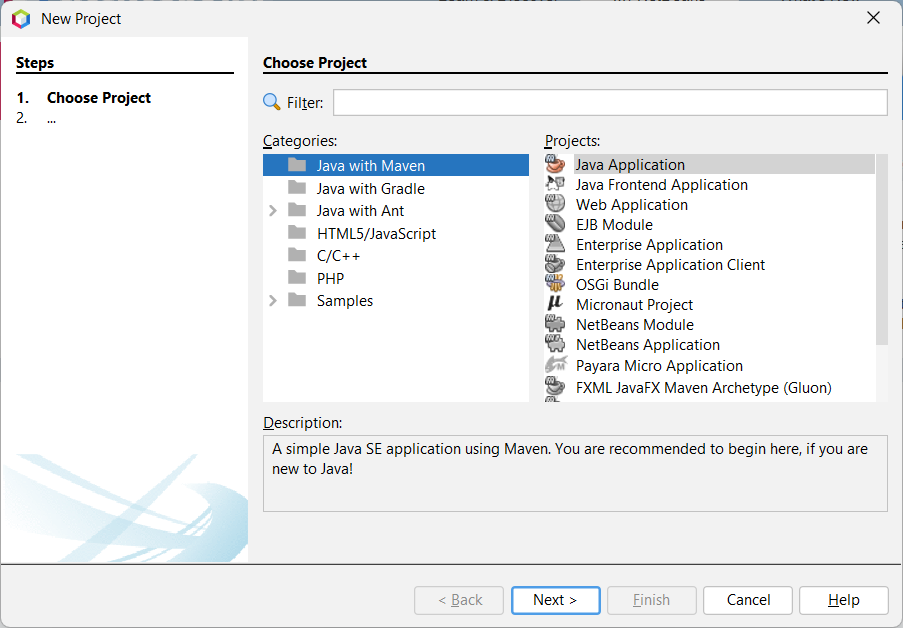 New Project
Steps
1. Choose Project
2. ...
Choose Project
Filter:
Categories:
Java with Maven
Java with Gradle
Java with Ant
HTML5/JavaScript
C/C++
PHP
Samples
Projects:
Java Application
Java Frontend Application
Web Application
EJB Module
Enterprise Application
Enterprise Application Client
OSGi Bundle
Micronaut Project
NetBeans Module
NetBeans Application
Payara Micro Application
FXML JavaFX Maven Archetype (Gluon)
Description:
A simple Java SE application using Maven. You are recommended to begin here, if you are
new to Java!
< Back
Next >
Finish
Cancel
Help